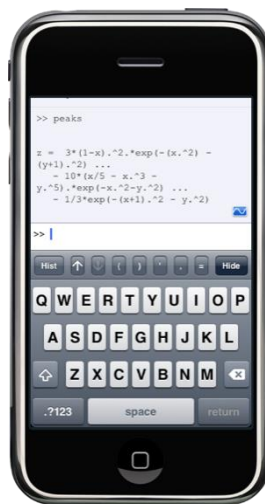 >> peaks
z =  3*(1-x).^2.*exp(-(x.^2) -
(y+1).^2) ...
   - 10*(x/5 - x.^3 -
y.^5).*exp(-x.^2-y.^2) ...
   - 1/3*exp(-(x+1).^2 - y.^2)
>>
Hist ( ) ' , = Hide
Q W E R T Y U I O P
A S D F G H J K L
Z X C V B N M
.?123 space return